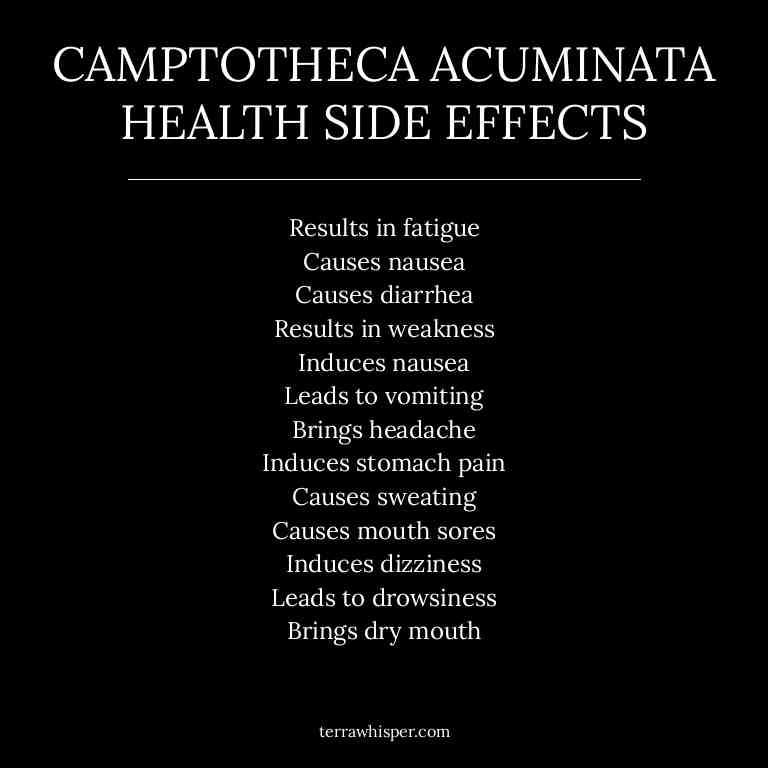 CAMPTOTHECA ACUMINATA
HEALTH SIDE EFFECTS
Results in fatigue
Causes nausea
Causes diarrhea
Results in weakness
Induces nausea
Leads to vomiting
Brings headache
Induces stomach pain
Causes sweating
Causes mouth sores
Induces dizziness
Leads to drowsiness
Brings dry mouth
terrawhisper.com